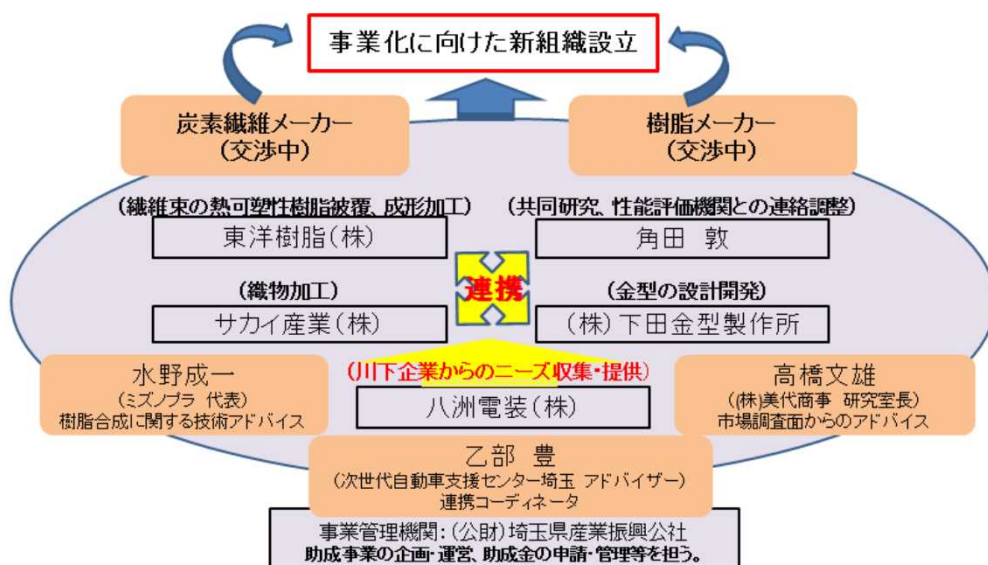 事業化に向けた新組織設立
炭素繊維メーカー
(交渉中)
樹脂メーカー
(交渉中)
(繊維束の熱可塑性樹脂被覆、成形加工)
東洋樹脂(株)
(共同研究、性能評価機関との連絡調整)
角田 敦
連携
(織物加工)
サカイ産業(株)
(金型の設計開発)
(株)下田金型製作所
水野成一
(ミズノプラ 代表)
樹脂合成に関する技術アドバイス
(川下企業からのニーズ収集・提供)
八洲電装(株)
高橋文雄
((株)美代商事 研究室長)
市場調査面からのアドバイス
乙部 豊
(次世代自動車支援センター埼玉 アドバイザー)
連携コーディネータ
事業管理機関:(公財)埼玉県産業振興公社
助成事業の企画・運営、助成金の申請・管理等を担う。